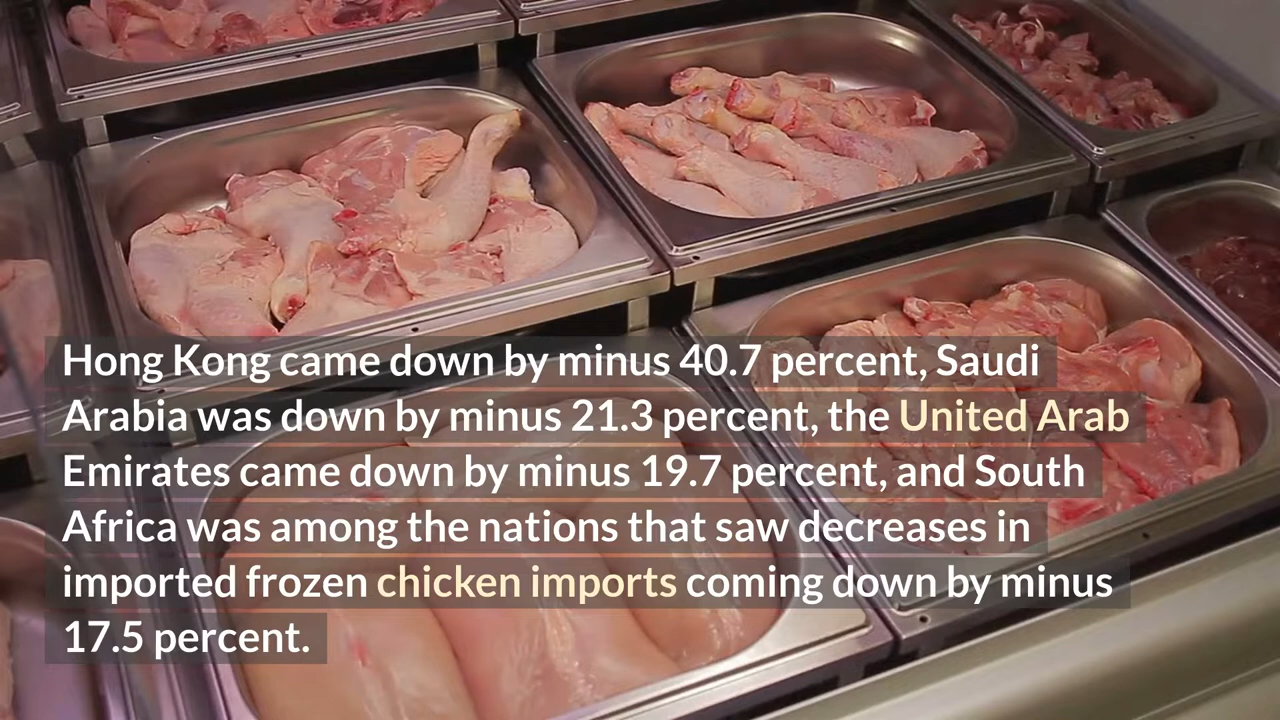 Hong Kong came down by minus 40.7 percent, Saudi
Arabia was down by minus 21.3 percent, the United Arab
Emirates came down by minus 19.7 percent, and South
Africa was among the nations that saw decreases in
imported frozen chicken imports coming down by minus
17.5 percent.